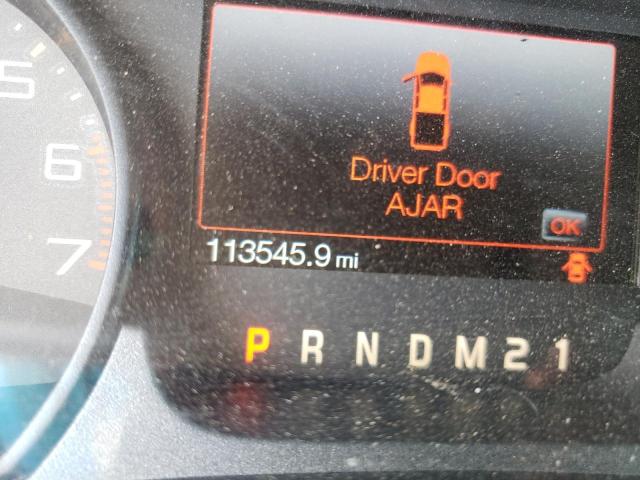 5
6
7
Driver Door
AJAR
OK
113545.9 mi
P R N D M 2 1